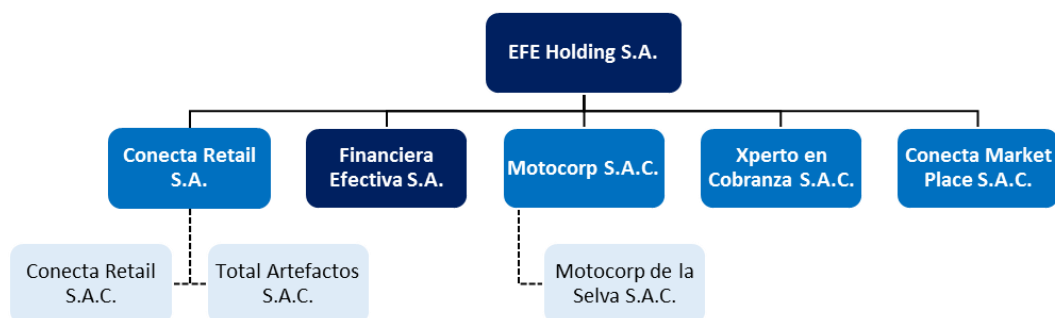 EFE Holding S.A.
Conecta Retail
S.A.
Financiera
Efectiva S.A.
Motocorp S.A.C.
Xperto en
Cobranza S.A.C.
Conecta Market
Place S.A.C.
Conecta Retail
S.A.C.
Total Artefactos
S.A.C.
Motocorp de la
Selva S.A.C.